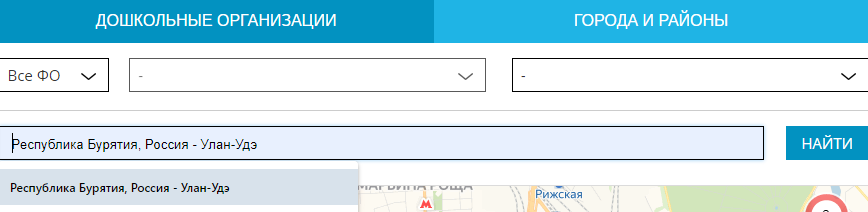 ДОШКОЛЬНЫЕ ОРГАНИЗАЦИИ
ГОРОДА И РАЙОНЫ
Все ФО
-
-
Республика Бурятия, Россия - Улан-Удэ
НАЙТИ
Республика Бурятия, Россия - Улан-Удэ
МАРЬИНА РОЩА
Рижская